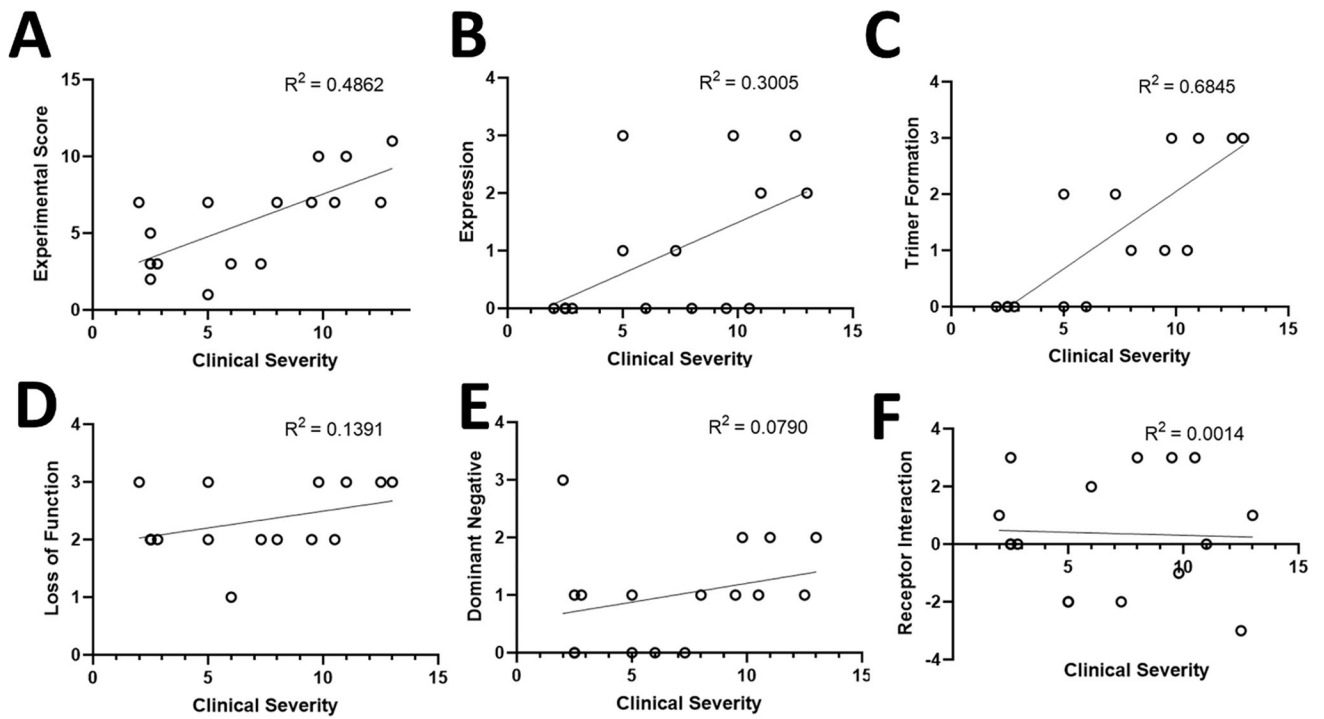 A
R² = 0.4862
15
10
5
0
0 5 10
Experimental Score
Clinical Severity
B
R² = 0.3005
4
3
2
1
0
0 5 10 15
Expression
Clinical Severity
C
R² = 0.6845
4
3
2
1
0
0 5 10 15
Trimer Formation
Clinical Severity
D
R² = 0.1391
4
3
2
1
0
0 5 10 15
Loss of Function
Clinical Severity
E
R² = 0.0790
4
3
2
1
0
0 5 10 15
Dominant Negative
Clinical Severity
F
R² = 0.0014
4
2
0
-2
-4
5 10 15
Receptor Interaction
Clinical Severity